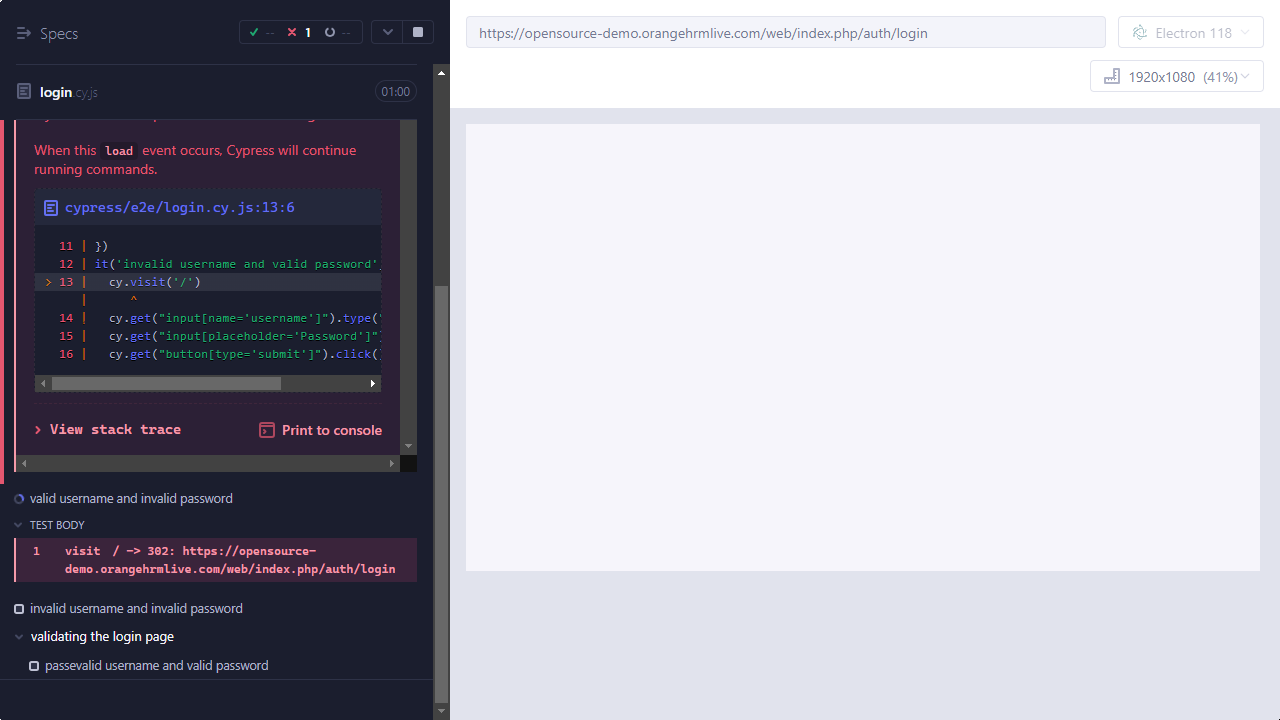 Specs
-- 1 --
login cy.js
01:00
When this load event occurs, Cypress will continue
running commands.
cypress/e2e/login.cy.js:13:6
11 | })
12 | it('invalid username and valid password',
> 13 |   cy.visit('/')
|      ^
14 |   cy.get("input[name='username']").type("
15 |   cy.get("input[placeholder='Password']")
16 |   cy.get("button[type='submit']").click()
> View stack trace
Print to console
valid username and invalid password
TEST BODY
1 visit / -> 302: https://opensource-
demo.orangehrmlive.com/web/index.php/auth/login
invalid username and invalid password
validating the login page
passevalid username and valid password
https://opensource-demo.orangehrmlive.com/web/index.php/auth/login
Electron 118
1920x1080 (41%)